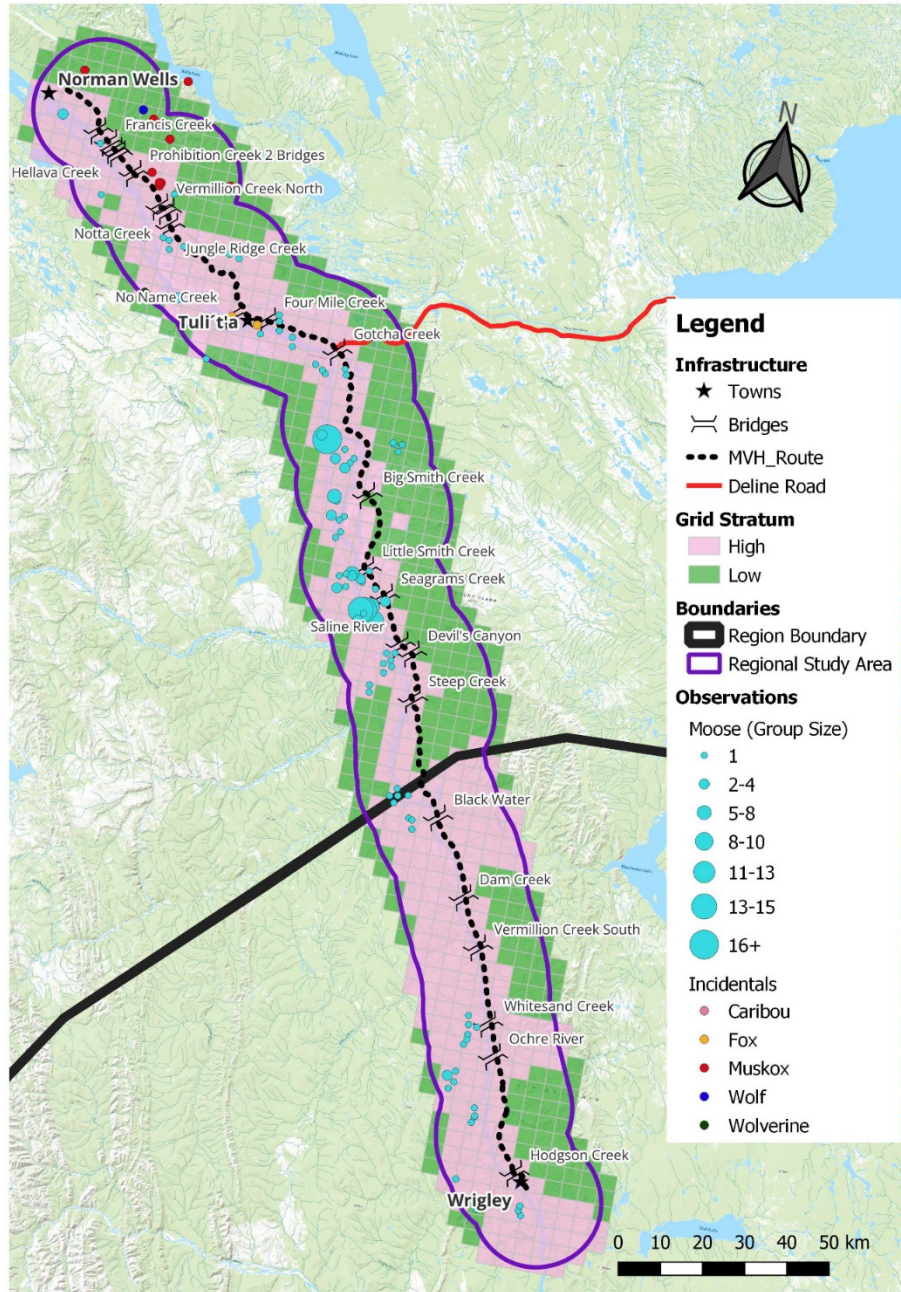 N
Norman Wells
Francis Creek
Prohibition Creek 2 Bridges
Hellava Creek
Vermillion Creek North
Notta Creek
Jungle Ridge Creek
No Name Creek
Four Mile Creek
Tulı́t'a
Gotcha Creek
Big Smith Creek
Little Smith Creek
Seagrams Creek
Saline River
Devil's Canyon
Steep Creek
Black Water
Dam Creek
Vermillion Creek South
Whitesand Creek
Ochre River
Hodgson Creek
Wrigley
Legend
Infrastructure
Towns
Bridges
MVH_Route
Deline Road
Grid Stratum
High
Low
Boundaries
Region Boundary
Regional Study Area
Observations
Moose (Group Size)
1
2-4
5-8
8-10
11-13
13-15
16+
Incidentals
Caribou
Fox
Muskox
Wolf
Wolverine
0 10 20 30 40 50 km